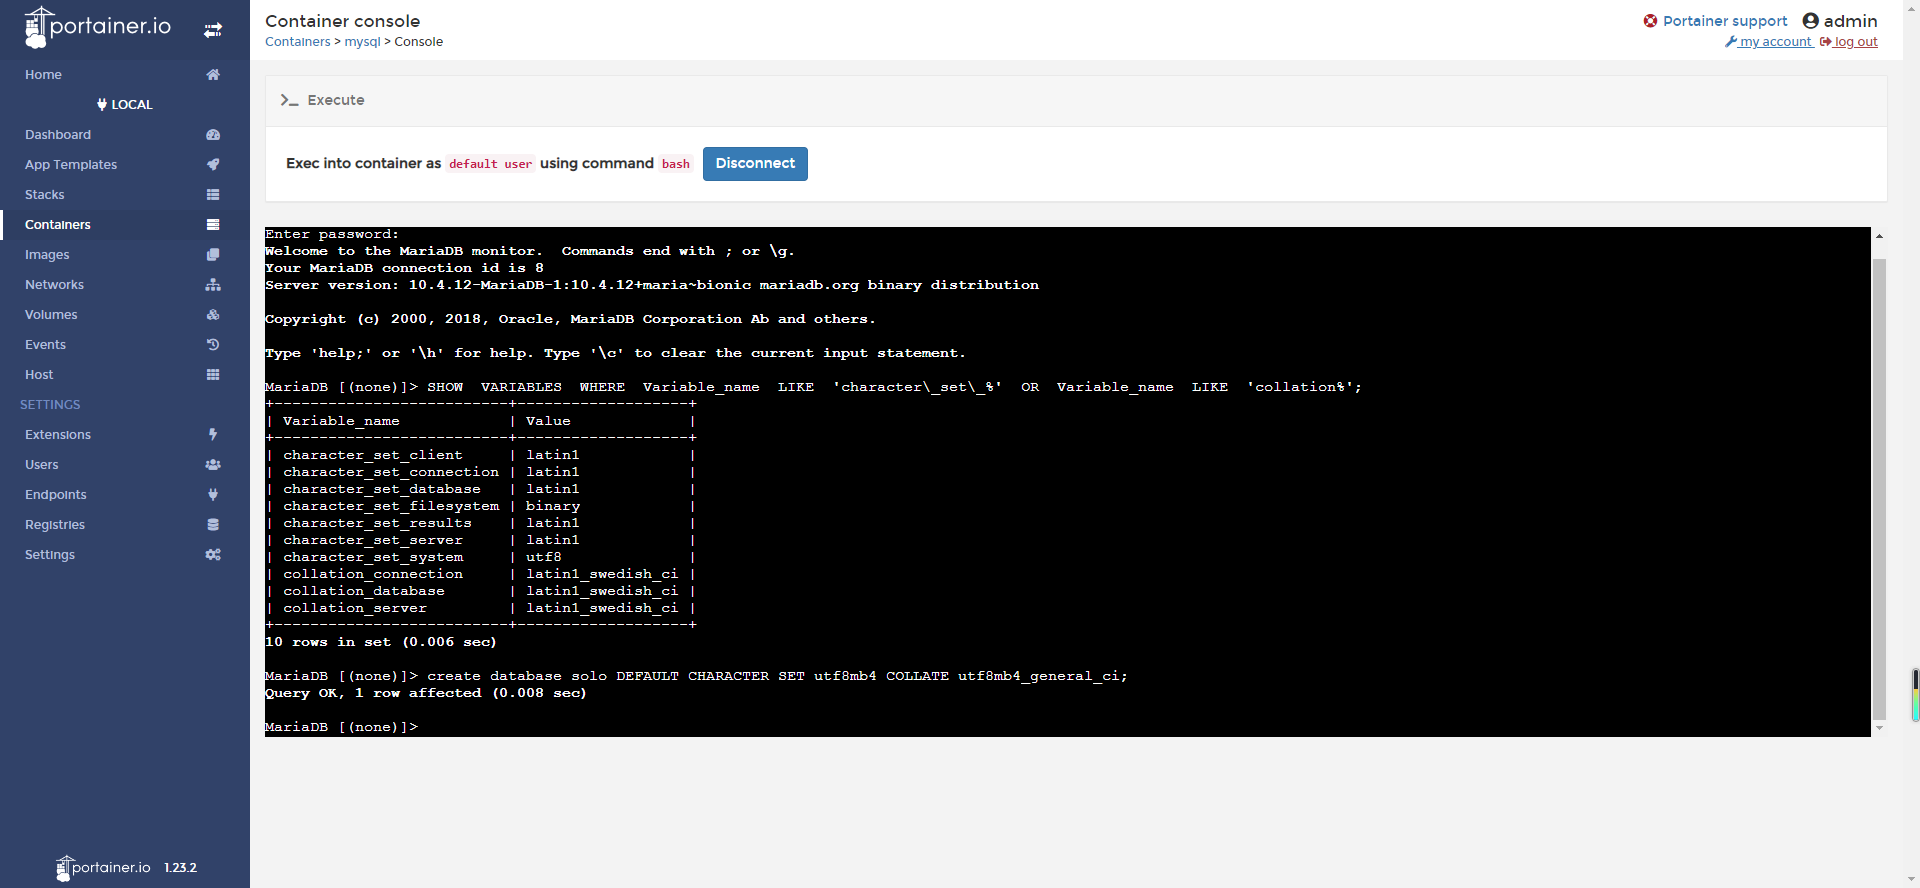 portainer.io
Home
LOCAL
Dashboard
App Templates
Stacks
Containers
Images
Networks
Volumes
Events
Host
SETTINGS
Extensions
Users
Endpoints
Registries
Settings
portainer.io 1.23.2
Container console
Containers > mysql > Console
Portainer support admin
my account log out
>_ Execute
Exec into container as default user using command bash Disconnect
Enter password:
Welcome to the MariaDB monitor.  Commands end with ; or \g.
Your MariaDB connection id is 8
Server version: 10.4.12-MariaDB-1:10.4.12+maria~bionic mariadb.org binary distribution
Copyright (c) 2000, 2018, Oracle, MariaDB Corporation Ab and others.
Type 'help;' or '\h' for help. Type '\c' to clear the current input statement.
MariaDB [(none)]> SHOW  VARIABLES  WHERE  Variable_name  LIKE  'character\_set\_%'  OR  Variable_name  LIKE  'collation%';
+--------------------------+-------------------+
| Variable_name            | Value             |
+--------------------------+-------------------+
| character_set_client     | latin1            |
| character_set_connection | latin1            |
| character_set_database   | latin1            |
| character_set_filesystem | binary            |
| character_set_results    | latin1            |
| character_set_server     | latin1            |
| character_set_system     | utf8              |
| collation_connection     | latin1_swedish_ci |
| collation_database       | latin1_swedish_ci |
| collation_server         | latin1_swedish_ci |
+--------------------------+-------------------+
10 rows in set (0.006 sec)
MariaDB [(none)]> create database solo DEFAULT CHARACTER SET utf8mb4 COLLATE utf8mb4_general_ci;
Query OK, 1 row affected (0.008 sec)
MariaDB [(none)]>